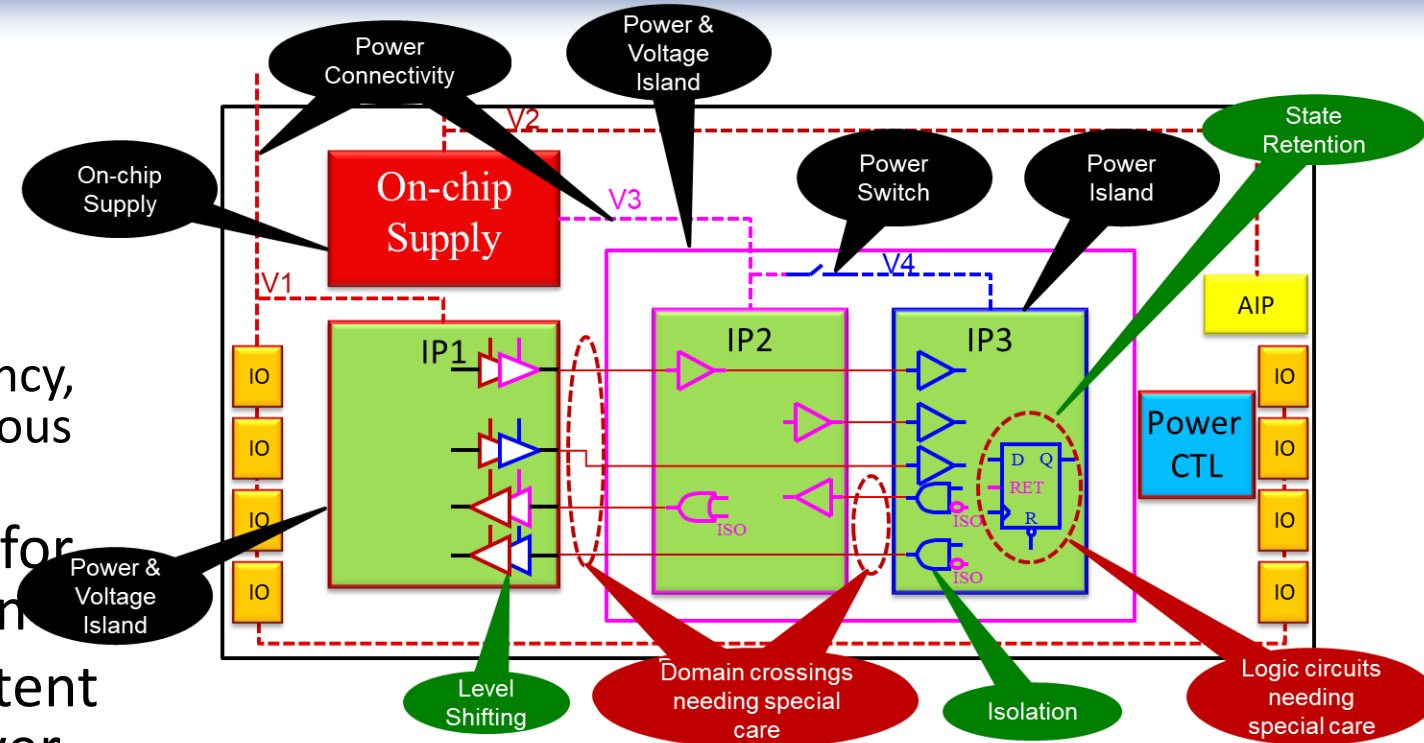 Power
Connectivity
Power &
Voltage
Island
State
Retention
V2
On-chip
Supply
On-chip
Supply
V3
Power
Switch
Power
Island
V1
V4
AIP
IP1
IP2
IP3
ncy,
ous
for
n
tent
IO
IO
IO
IO
Power &
Voltage
Island
ISO
ISO
ISO
D Q
RET
R
Power
CTL
IO
IO
IO
IO
Level
Shifting
Domain crossings
needing special
care
Isolation
Logic circuits
needing
special care